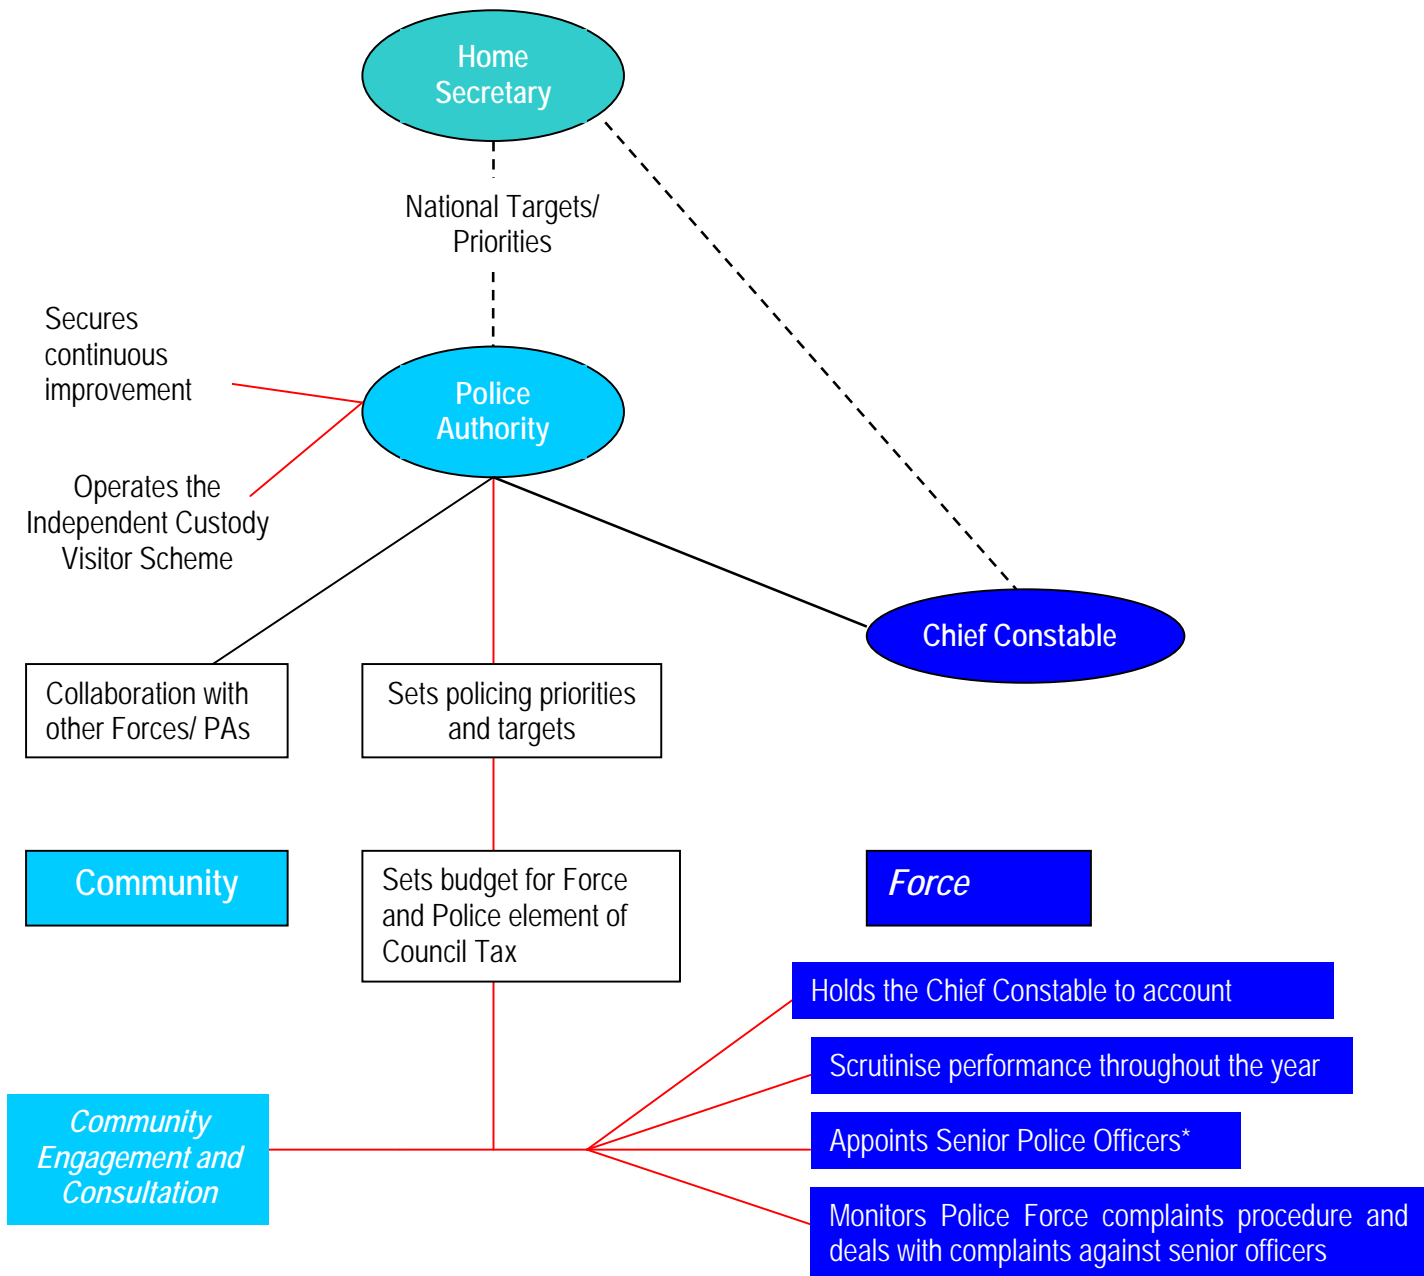 Home
Secretary
National Targets/
Priorities
Secures
continuous
improvement
Police
Authority
Operates the
Independent Custody
Visitor Scheme
Chief Constable
Collaboration with
other Forces/ PAs
Sets policing priorities
and targets
Community
Sets budget for Force
and Police element of
Council Tax
Force
Holds the Chief Constable to account
Scrutinise performance throughout the year
Community
Engagement and
Consultation
Appoints Senior Police Officers*
Monitors Police Force complaints procedure and
deals with complaints against senior officers